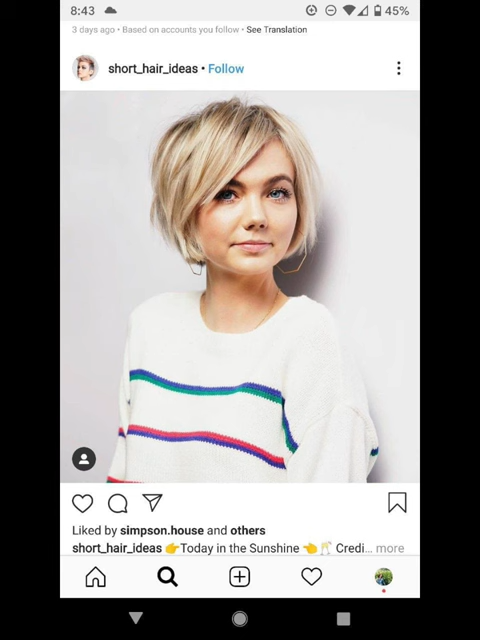 8:43 45%
3 days ago • Based on accounts you follow • See Translation
short_hair_ideas • Follow
Liked by simpson.house and others
short_hair_ideas 👉Today in the Sunshine 👈🥂 Credi... more